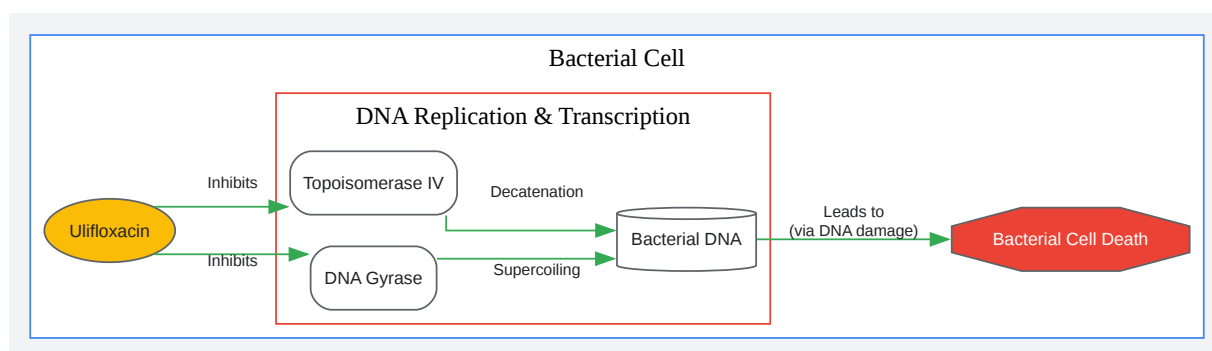 Bacterial Cell
DNA Replication & Transcription
Inhibits
Topoisomerase IV
Decatenation
Ulifloxacin
Inhibits
DNA Gyrase
Supercoiling
Bacterial DNA
Leads to
(via DNA damage)
Bacterial Cell Death